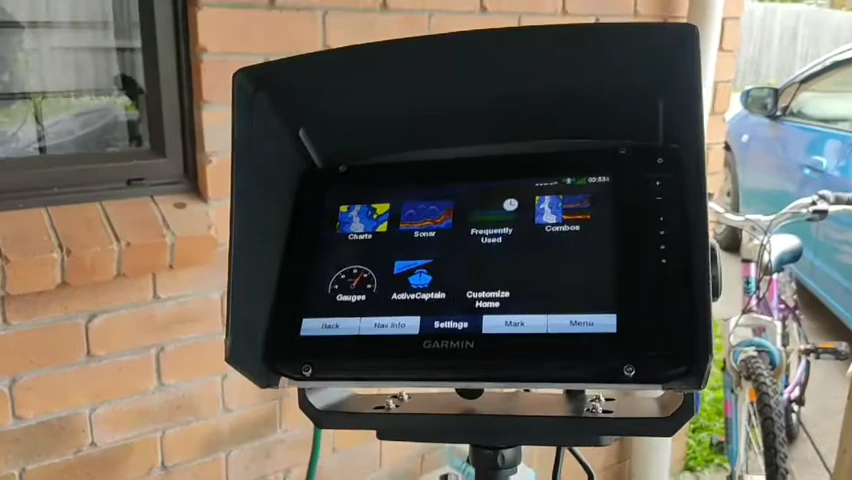 Charts
Sonar
Frequently
Used
Combos
Gauges
ActiveCaptain
Customize
Home
Back
Nav Info
Settings
Mark
Menu
GARMIN